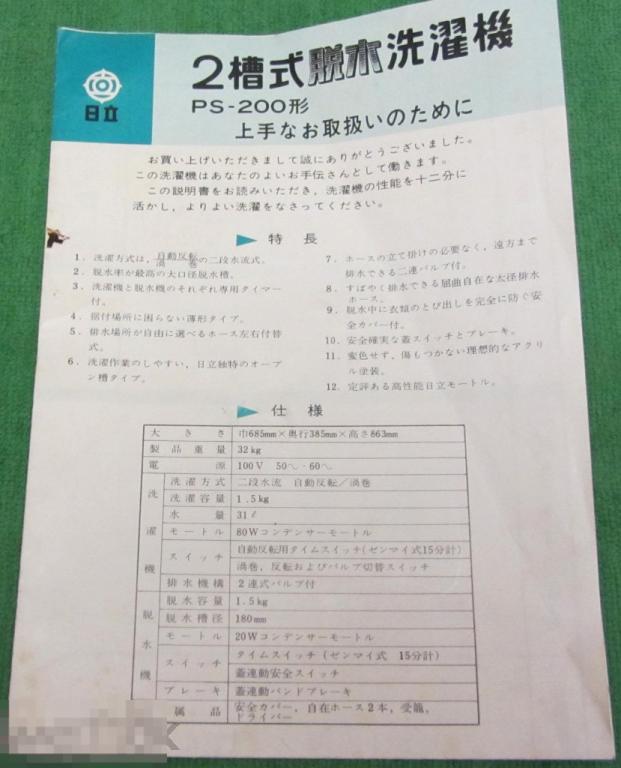 日立
2槽式脱水洗濯機
PS-200形
上手なお取扱いのために
お買い上げいただきまして誠にありがとうございました。
この洗濯機はあなたのよいお手伝さんとして働きます。
この説明書をお読みいただき，洗濯機の性能を十二分に
活かし，よりよい洗濯をなさってください。
特長
1．洗濯方式は，自動反転 渦巻 の二段水流式。
2．脱水率が最高の大口径脱水槽。
3．洗濯機と脱水機のそれぞれ専用タイマー
付。
4．据付場所に困らない薄形タイプ。
5．排水場所が自由に選べるホース左右付替
式。
6．洗濯作業のしやすい，日立独特のオープ
ン槽タイプ。
7．ホースの立て掛けの必要なく，遠方まで
排水できる二連バルブ付。
8．すばやく排水できる屈曲自在な太径排水
ホース。
9．脱水中に衣類のとび出しを完全に防ぐ安
全カバー付。
10．安全確実な蓋スイッチとブレーキ。
11．変色せず，傷もつかない理想的なアクリ
ル塗装。
12．定評ある高性能日立モートル。
仕様
大きさ 巾685mm×奥行385mm×高さ863mm
製品重量 32kg
電源 100V 50〜・60〜
洗濯機
洗濯方式 二段水流 自動反転／渦巻
洗濯容量 1.5kg
水量 31ℓ
モートル 80Wコンデンサーモートル
スイッチ 自動反転用タイムスイッチ(ゼンマイ式15分計)
渦巻，反転およびバルブ切替スイッチ
排水機構 2連式バルブ付
脱水機
脱水容量 1.5kg
脱水槽径 180mm
モートル 20Wコンデンサーモートル
スイッチ タイムスイッチ（ゼンマイ式 15分計）
蓋連動安全スイッチ
ブレーキ 蓋連動バンドブレーキ
属品 安全カバー，自在ホース2本，受籠，
ドライバー